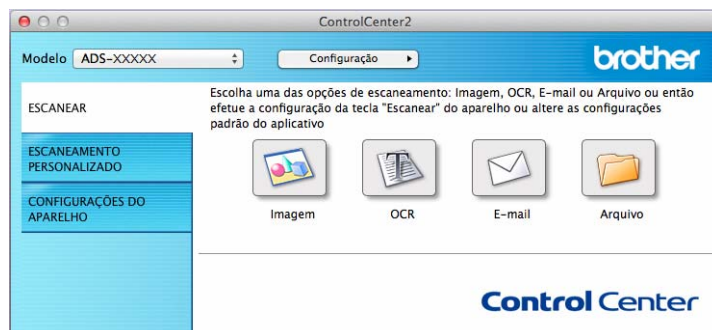 ControlCenter2
Modelo ADS-XXXXX Configuração brother
Escolha uma das opções de escaneamento: Imagem, OCR, E-mail ou Arquivo ou então
efetue a configuração da tecla "Escanear" do aparelho ou altere as configurações
padrão do aplicativo
ESCANEAR
ESCANEAMENTO
PERSONALIZADO
CONFIGURAÇÕES DO
APARELHO
Imagem OCR E-mail Arquivo
Control Center